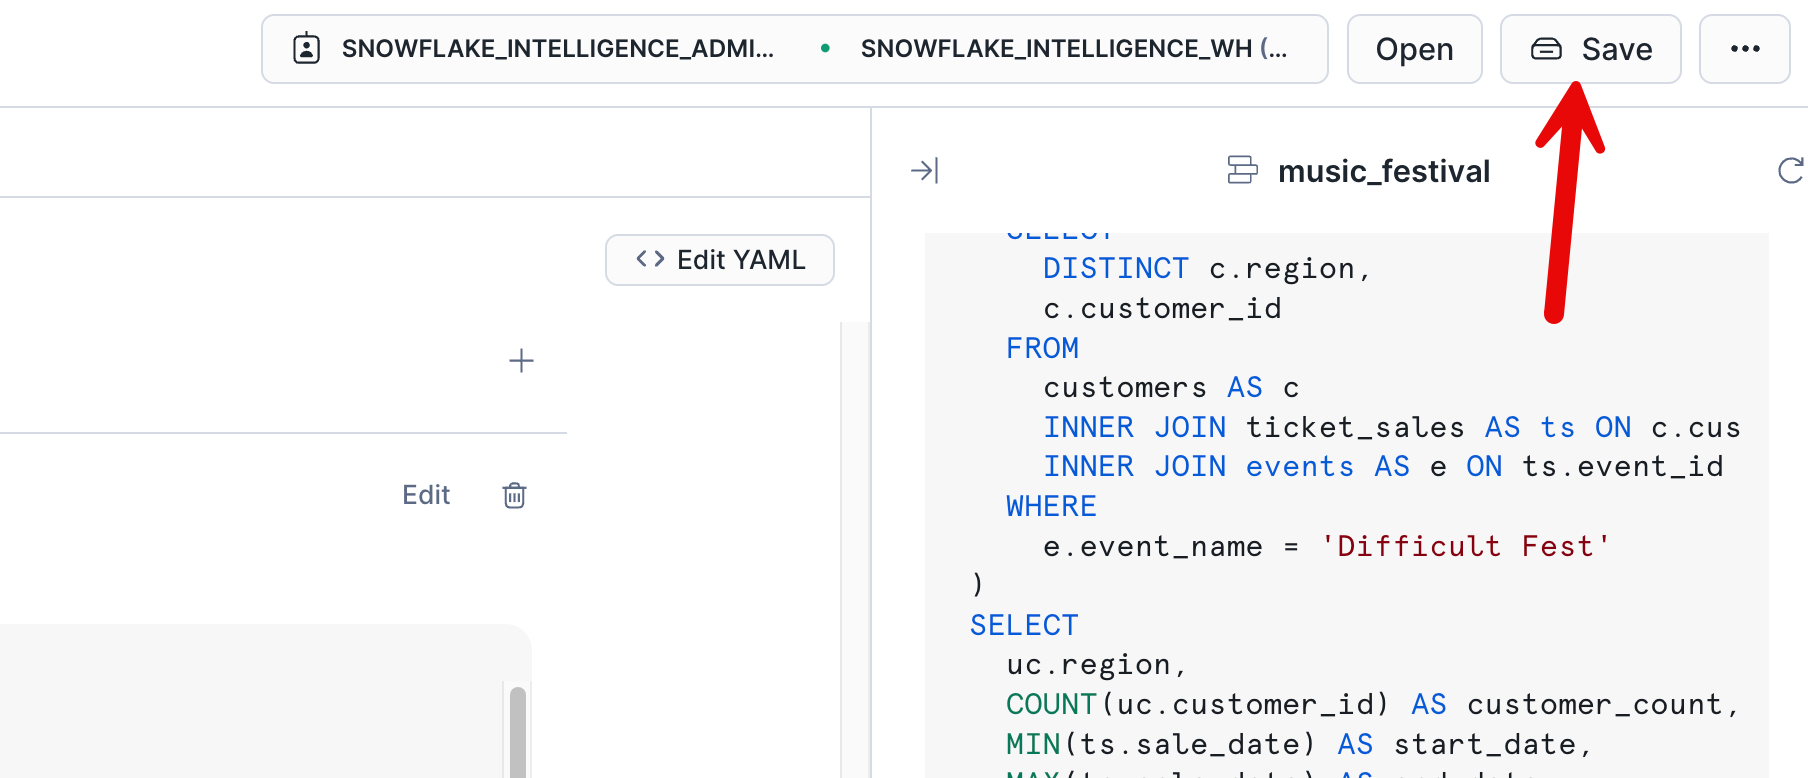 SNOWFLAKE_INTELLIGENCE_ADMI... • SNOWFLAKE_INTELLIGENCE_WH (... Open Save ...
music_festival
<> Edit YAML
Edit
SELECT
DISTINCT c.region,
c.customer_id
FROM
customers AS c
INNER JOIN ticket_sales AS ts ON c.cus
INNER JOIN events AS e ON ts.event_id
WHERE
e.event_name = 'Difficult Fest'
)
SELECT
uc.region,
COUNT(uc.customer_id) AS customer_count,
MIN(ts.sale_date) AS start_date,